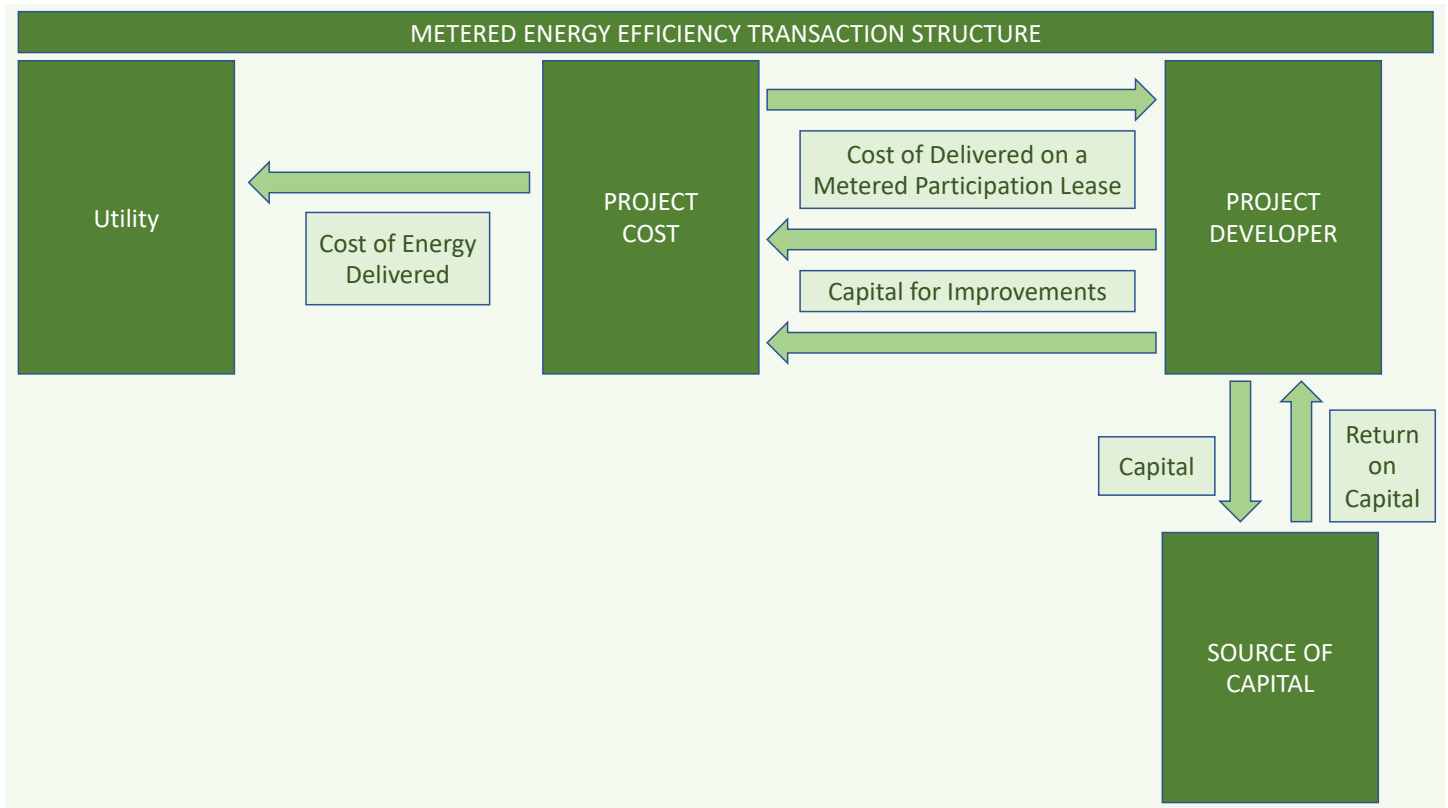 METERED ENERGY EFFICIENCY TRANSACTION STRUCTURE
Utility
Cost of Energy
Delivered
PROJECT
COST
Cost of Delivered on a
Metered Participation Lease
Capital for Improvements
PROJECT
DEVELOPER
Capital
Return
on
Capital
SOURCE OF
CAPITAL